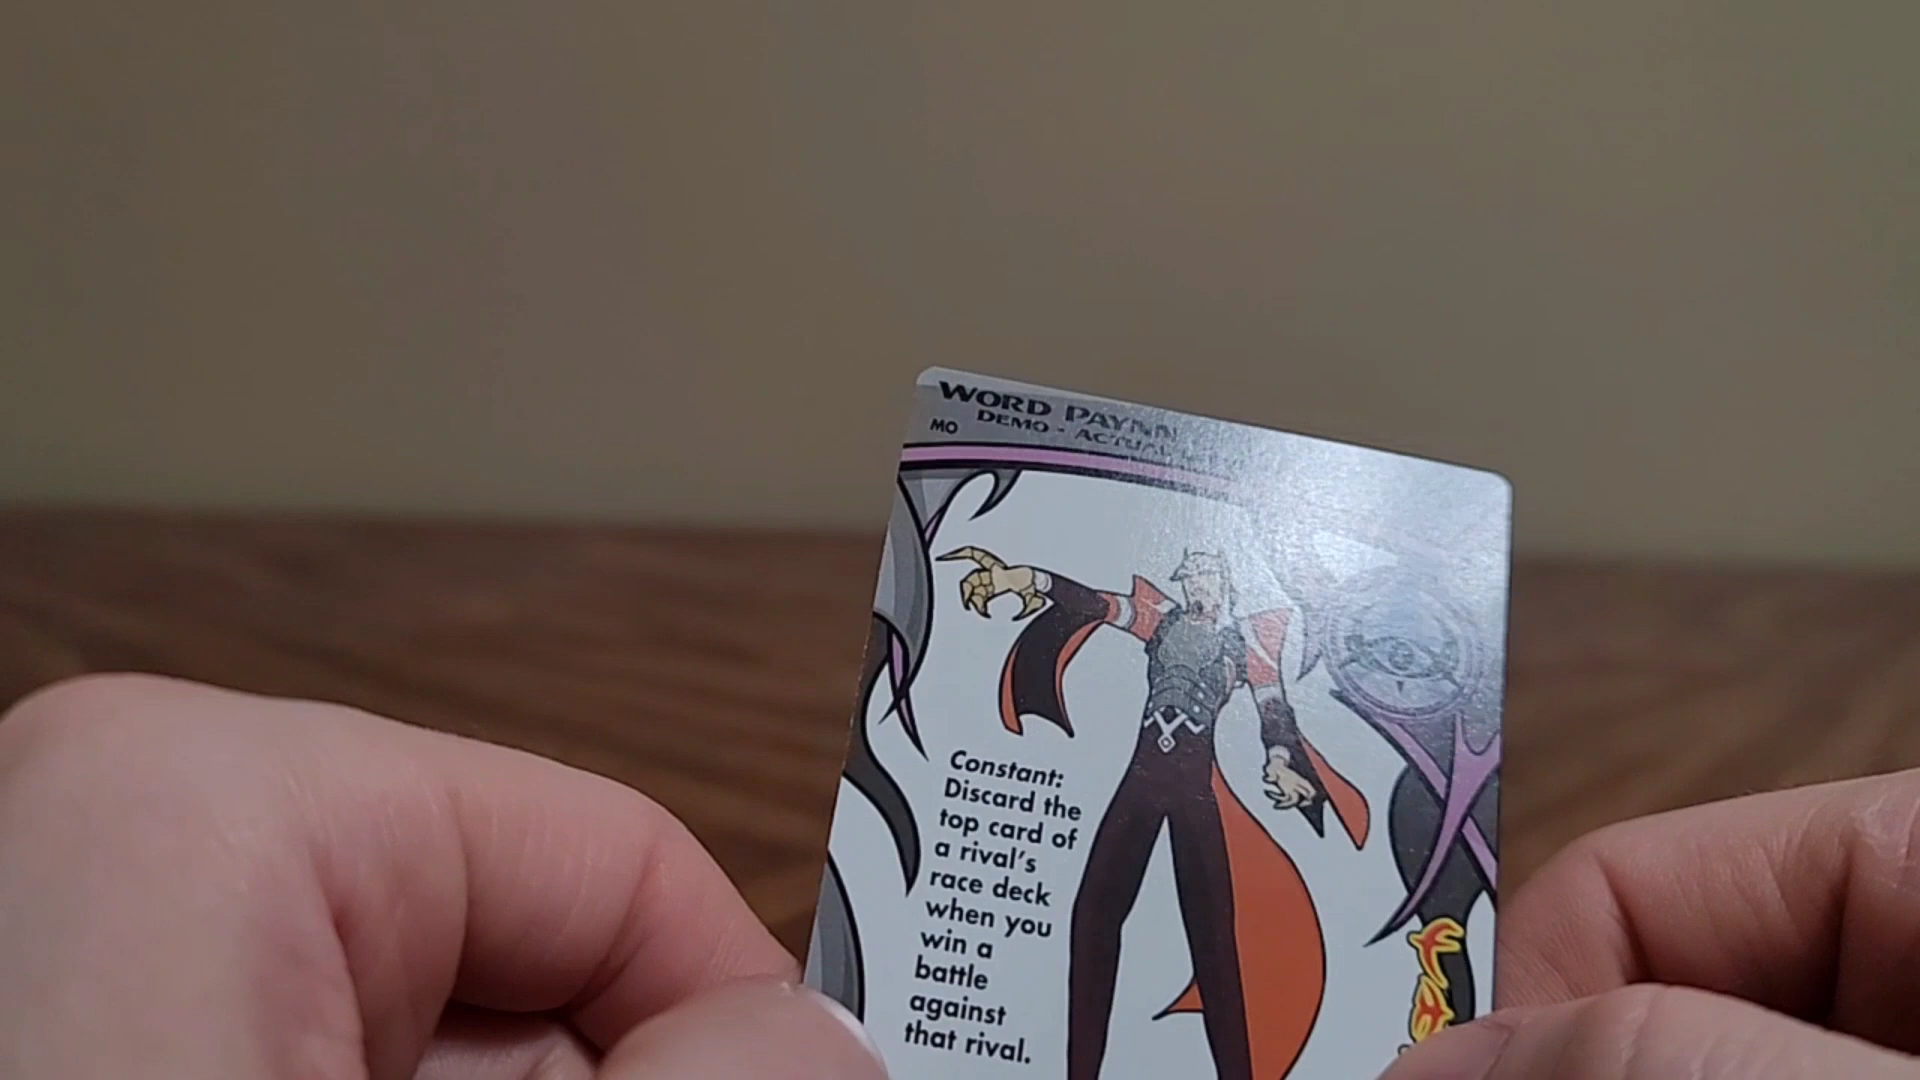 WORD PAYNN
MO
DEMO - ACTUAL
Constant:
Discard the
top card of
a rival's
race deck
when you
win a
battle
against
that rival.